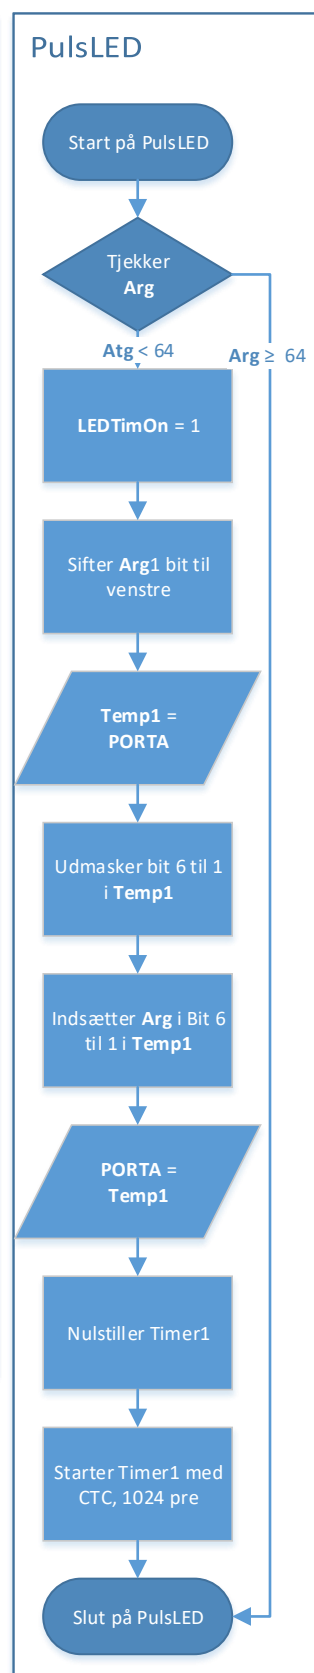 PulsLED
Start på PulsLED
Tjekker
Arg
Atg < 64
Arg ≥ 64
LEDTimOn = 1
Sifter Arg1 bit til
venstre
Temp1 =
PORTA
Udmasker bit 6 til 1
i Temp1
Indsætter Arg i Bit 6
til 1 i Temp1
PORTA =
Temp1
Nulstiller Timer1
Starter Timer1 med
CTC, 1024 pre
Slut på PulsLED